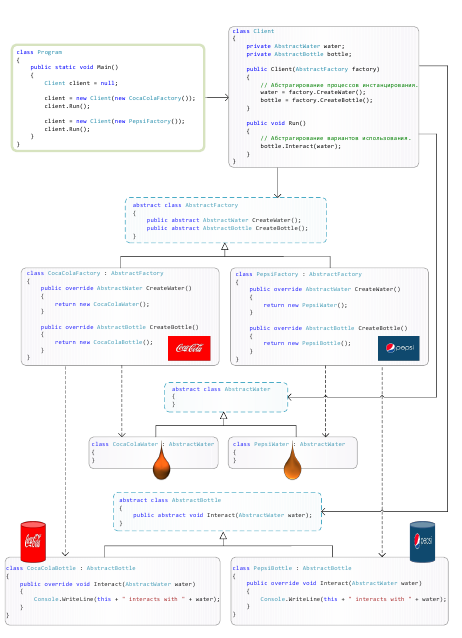 class Program
{
public static void Main()
{
Client client = null;
client = new Client(new CocaColaFactory());
client.Run();
client = new Client(new PepsiFactory());
client.Run();
}
}
class Client
{
private AbstractWater water;
private AbstractBottle bottle;
public Client(AbstractFactory factory)
{
// Абстрагирование процессов инстанцирования.
water = factory.CreateWater();
bottle = factory.CreateBottle();
}
public void Run()
{
// Абстрагирование вариантов использования.
bottle.Interact(water);
}
}
abstract class AbstractFactory
{
public abstract AbstractWater CreateWater();
public abstract AbstractBottle CreateBottle();
}
class CocaColaFactory : AbstractFactory
{
public override AbstractWater CreateWater()
{
return new CocaColaWater();
}
public override AbstractBottle CreateBottle()
{
return new CocaColaBottle();
}
}
Coca-Cola
class PepsiFactory : AbstractFactory
{
public override AbstractWater CreateWater()
{
return new PepsiWater();
}
public override AbstractBottle CreateBottle()
{
return new PepsiBottle();
}
}
pepsi
abstract class AbstractWater
{
}
class CocaColaWater : AbstractWater
{
}
class PepsiWater : AbstractWater
{
}
abstract class AbstractBottle
{
public abstract void Interact(AbstractWater water);
}
Coca-Cola
pepsi
class CocaColaBottle : AbstractBottle
{
public override void Interact(AbstractWater water)
{
Console.WriteLine(this + " interacts with " + water);
}
}
class PepsiBottle : AbstractBottle
{
public override void Interact(AbstractWater water)
{
Console.WriteLine(this + " interacts with " + water);
}
}